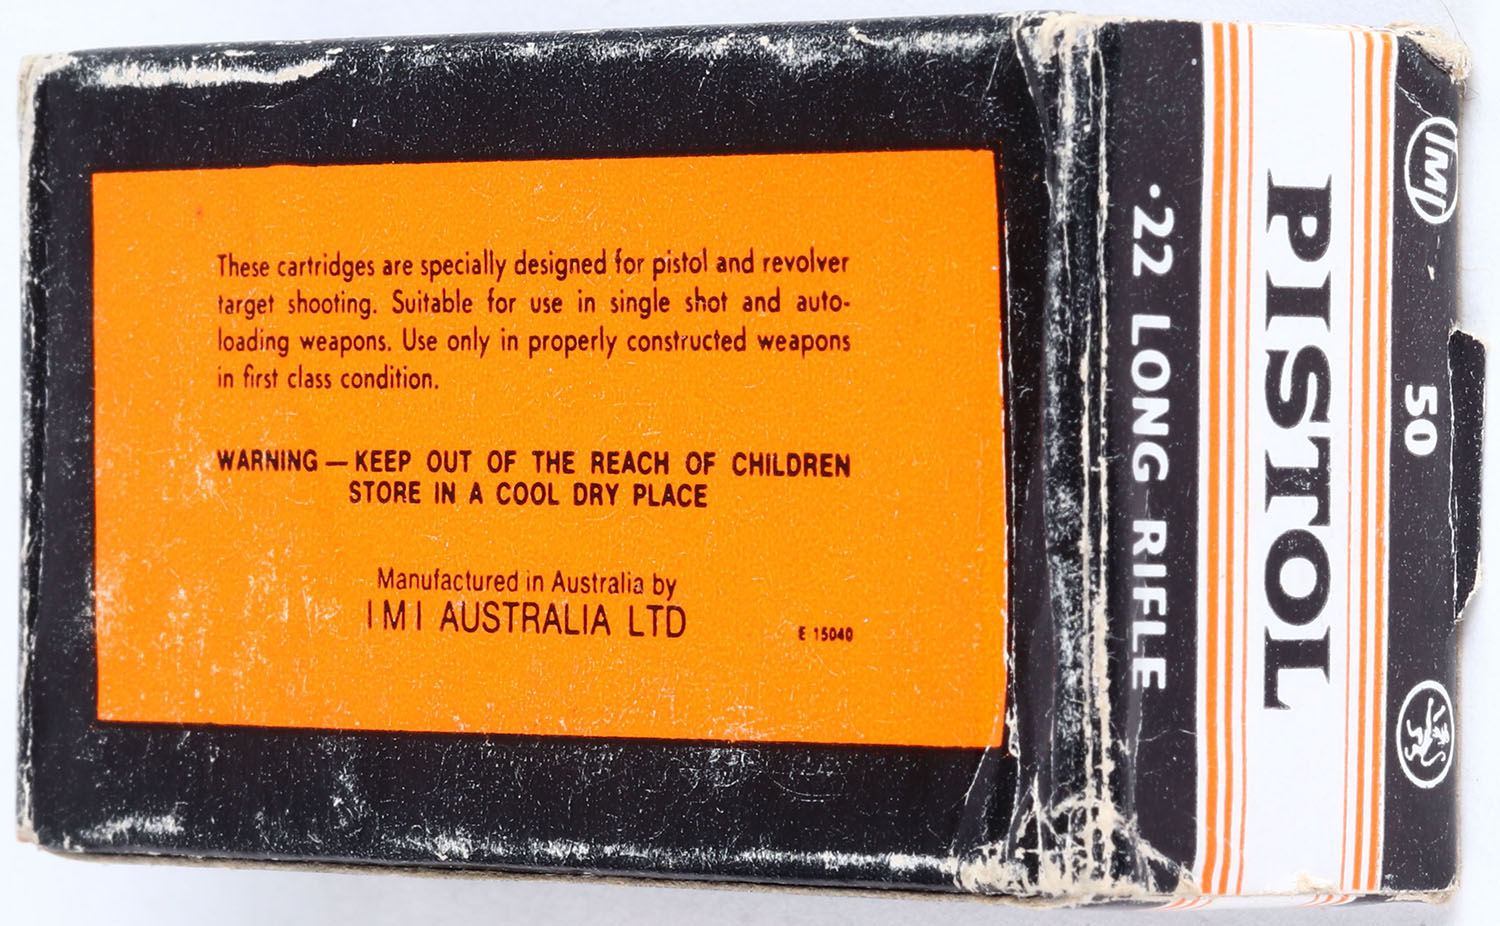 These cartridges are specially designed for pistol and revolver
target shooting. Suitable for use in single shot and auto-
loading weapons. Use only in properly constructed weapons
in first class condition.
WARNING — KEEP OUT OF THE REACH OF CHILDREN
STORE IN A COOL DRY PLACE
Manufactured in Australia by
I M I AUSTRALIA LTD
E 15040
IMI 50
PISTOL
·22 LONG RIFLE